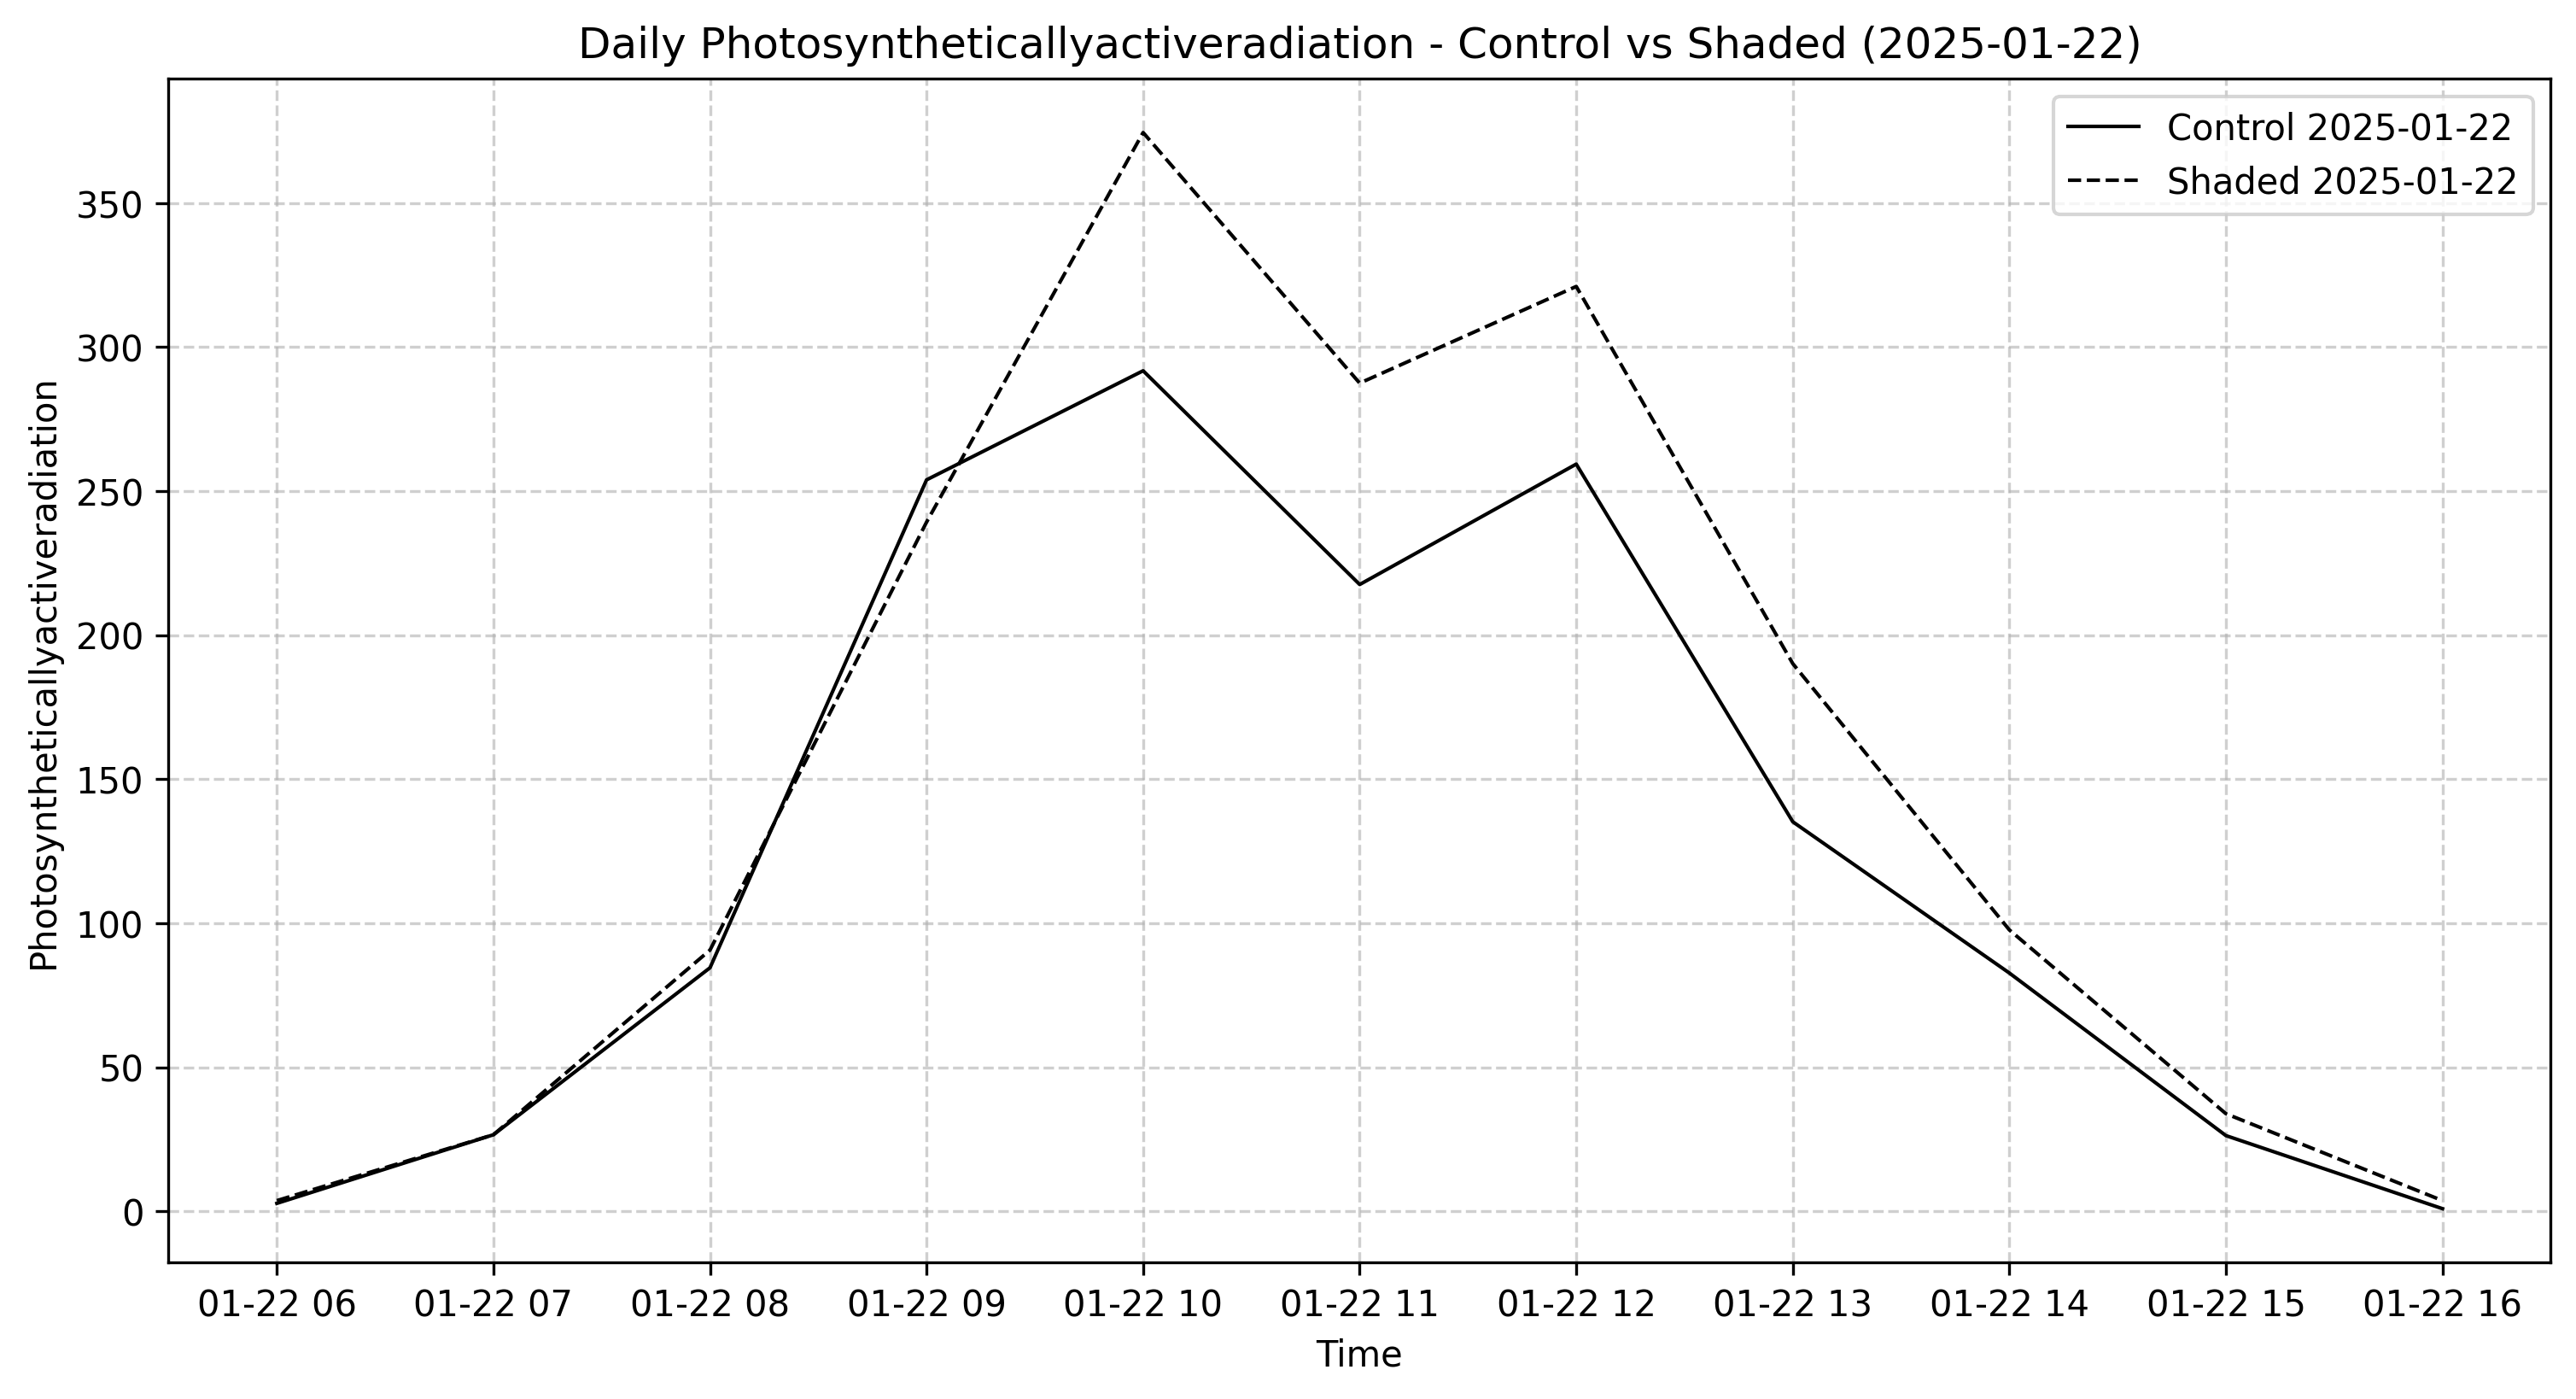 Daily Photosyntheticallyactiveradiation - Control vs Shaded (2025-01-22)
Control 2025-01-22
Shaded 2025-01-22
Photosyntheticallyactiveradiation
350
300
250
200
150
100
50
0
01-22 06 01-22 07 01-22 08 01-22 09 01-22 10 01-22 11 01-22 12 01-22 13 01-22 14 01-22 15 01-22 16
Time